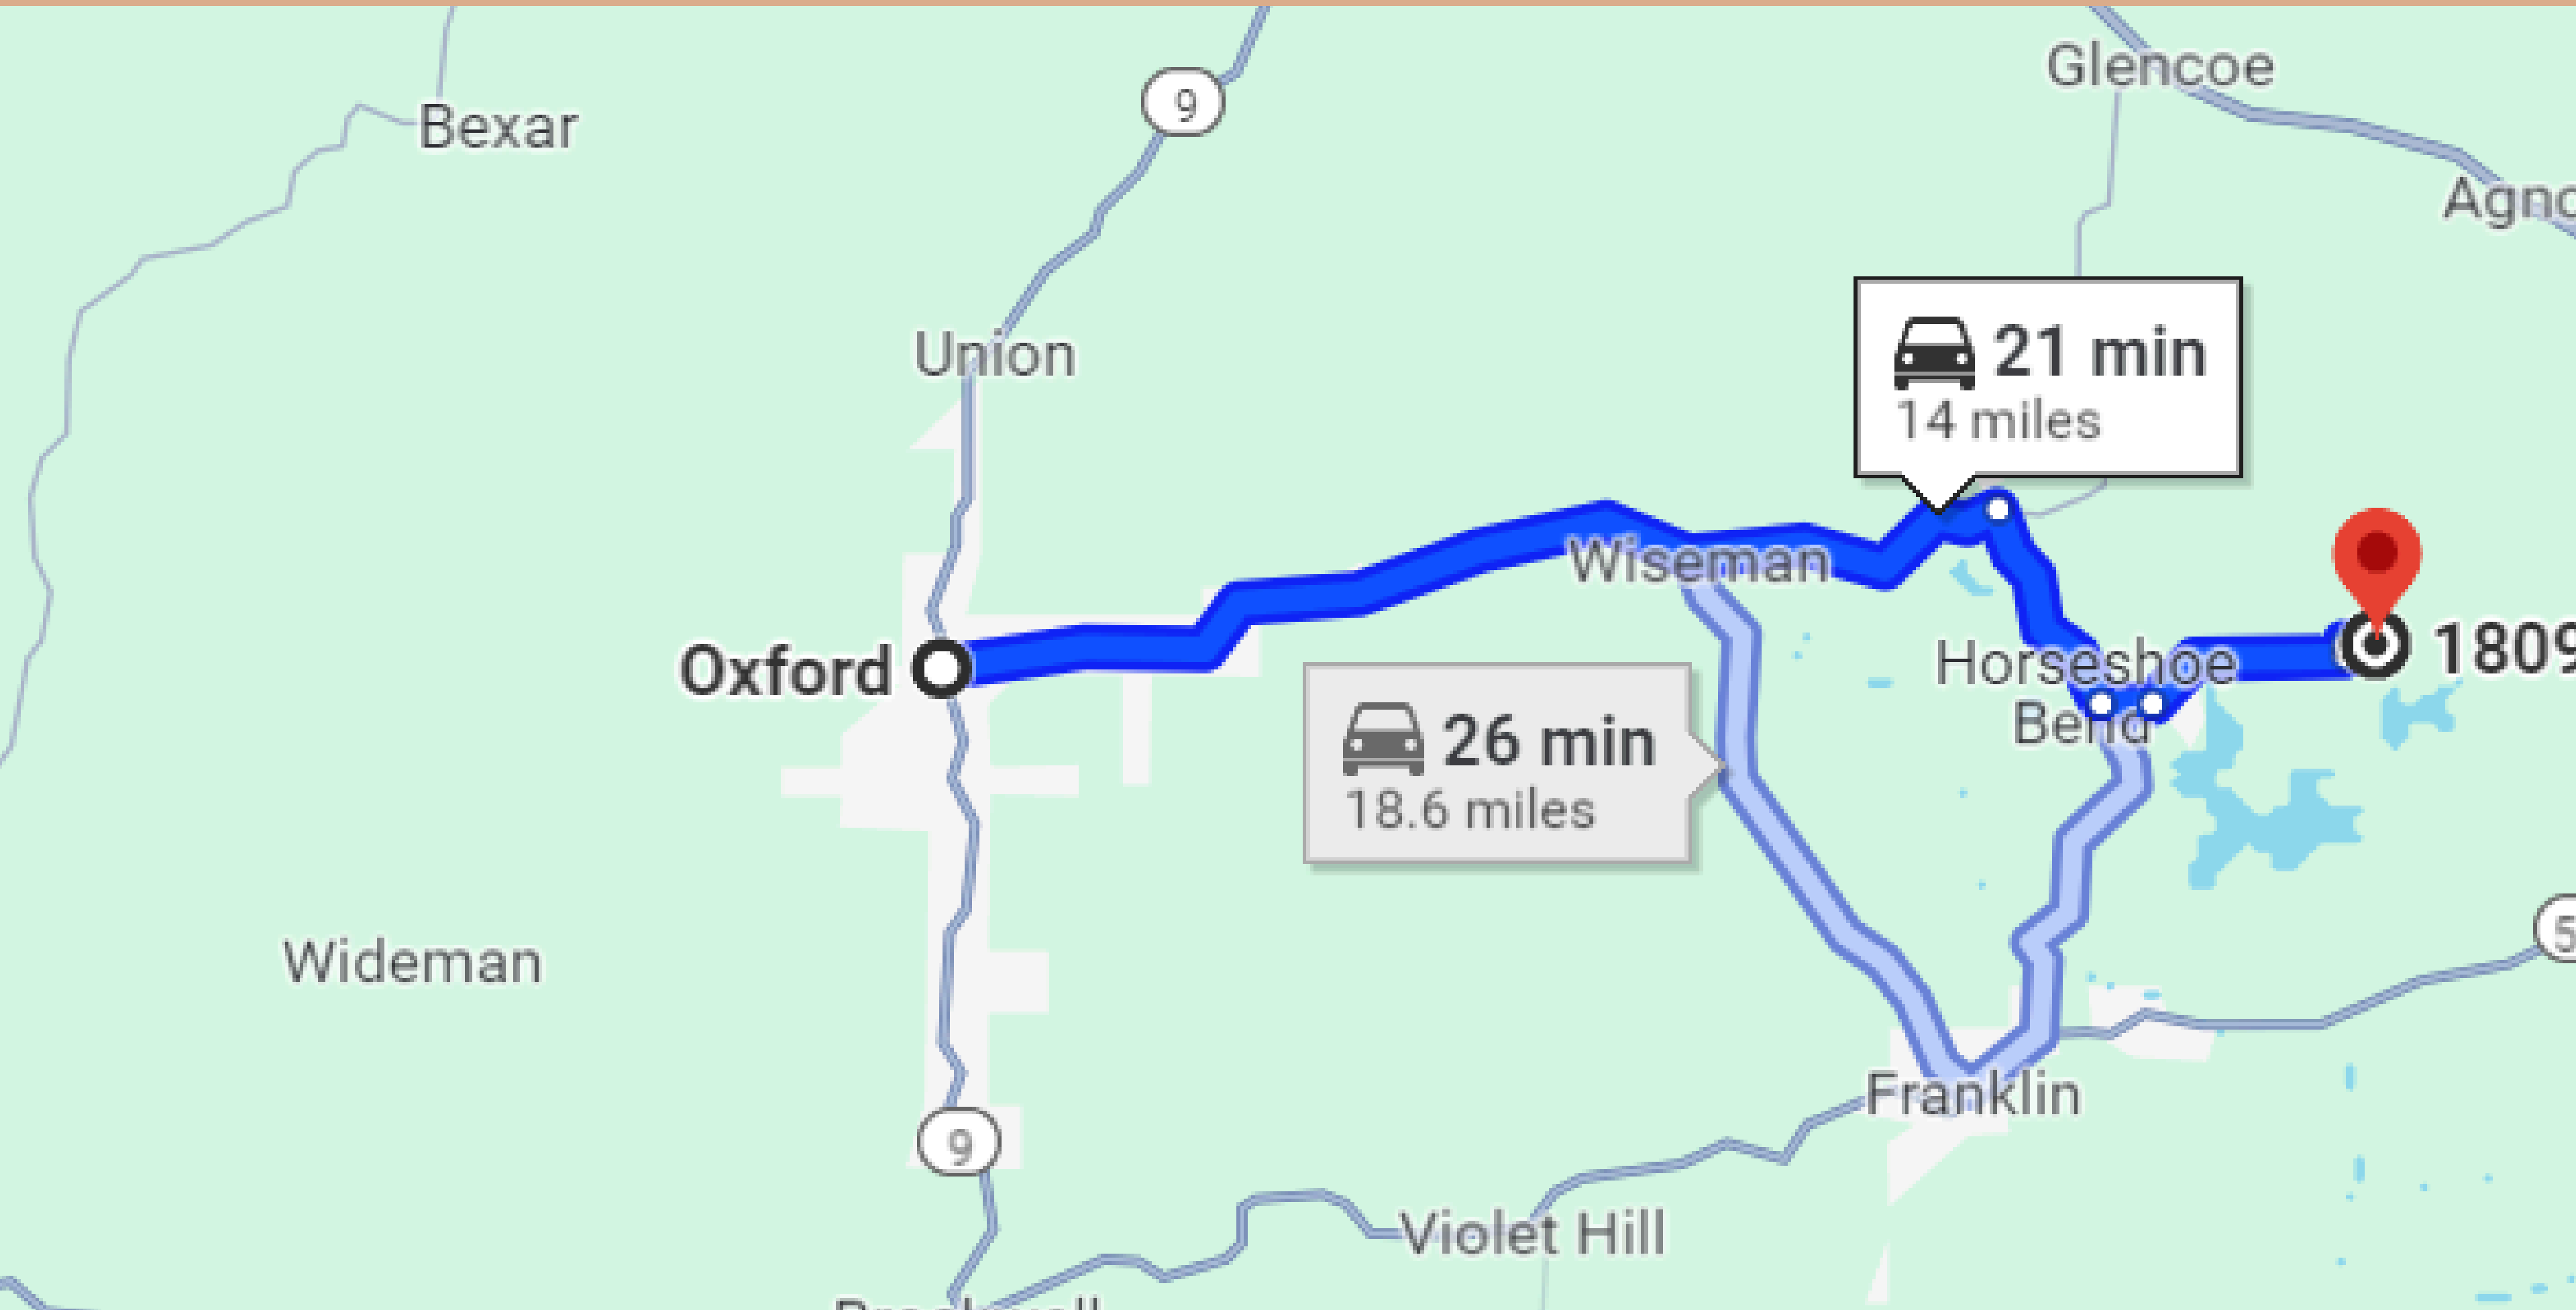 Glencoe
9
Bexar
Union
21 min
14 miles
Wiseman
Oxford
Horseshoe
Bend
1809
26 min
18.6 miles
Wideman
5
Franklin
9
Violet Hill